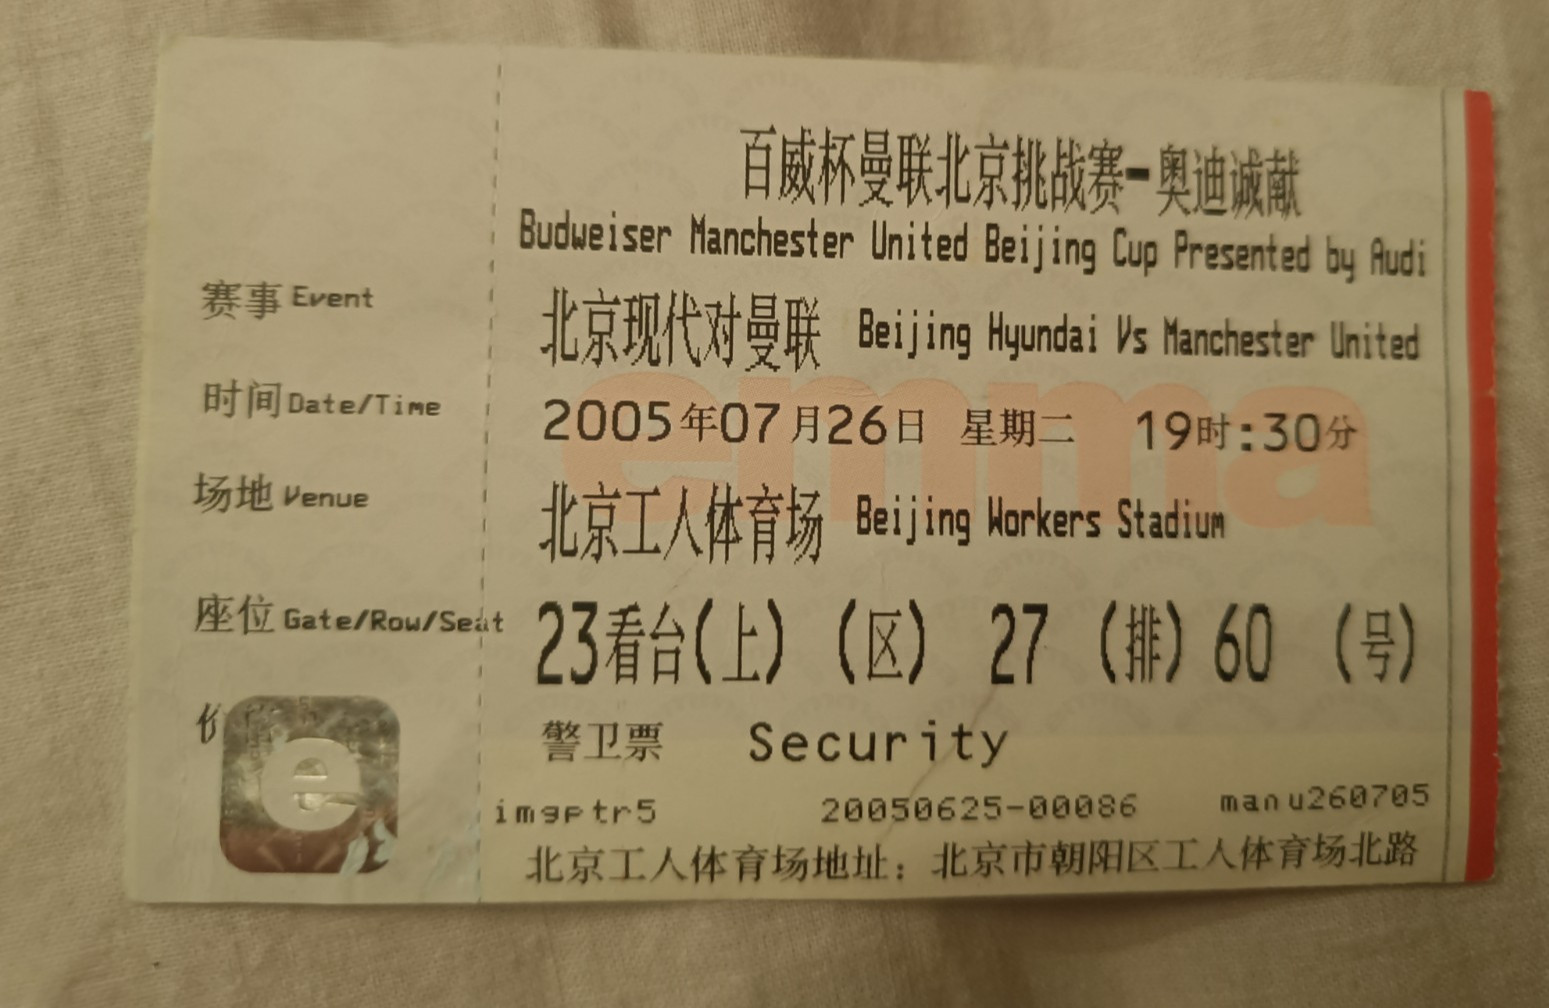 百威杯曼联北京挑战赛-奥迪诚献
Budweiser Manchester United Beijing Cup Presented by Audi
赛事 Event 北京现代对曼联 Beijing Hyundai Vs Manchester United
时间 Date/Time 2005年07月26日 星期二 19时:30分
场地 Venue 北京工人体育场 Beijing Workers Stadium
座位 Gate/Row/Seat 23看台(上) (区) 27 (排) 60 (号)
警卫票 Security
imgptr5 20050625-00086 manu260705
北京工人体育场地址：北京市朝阳区工人体育场北路
emma
e